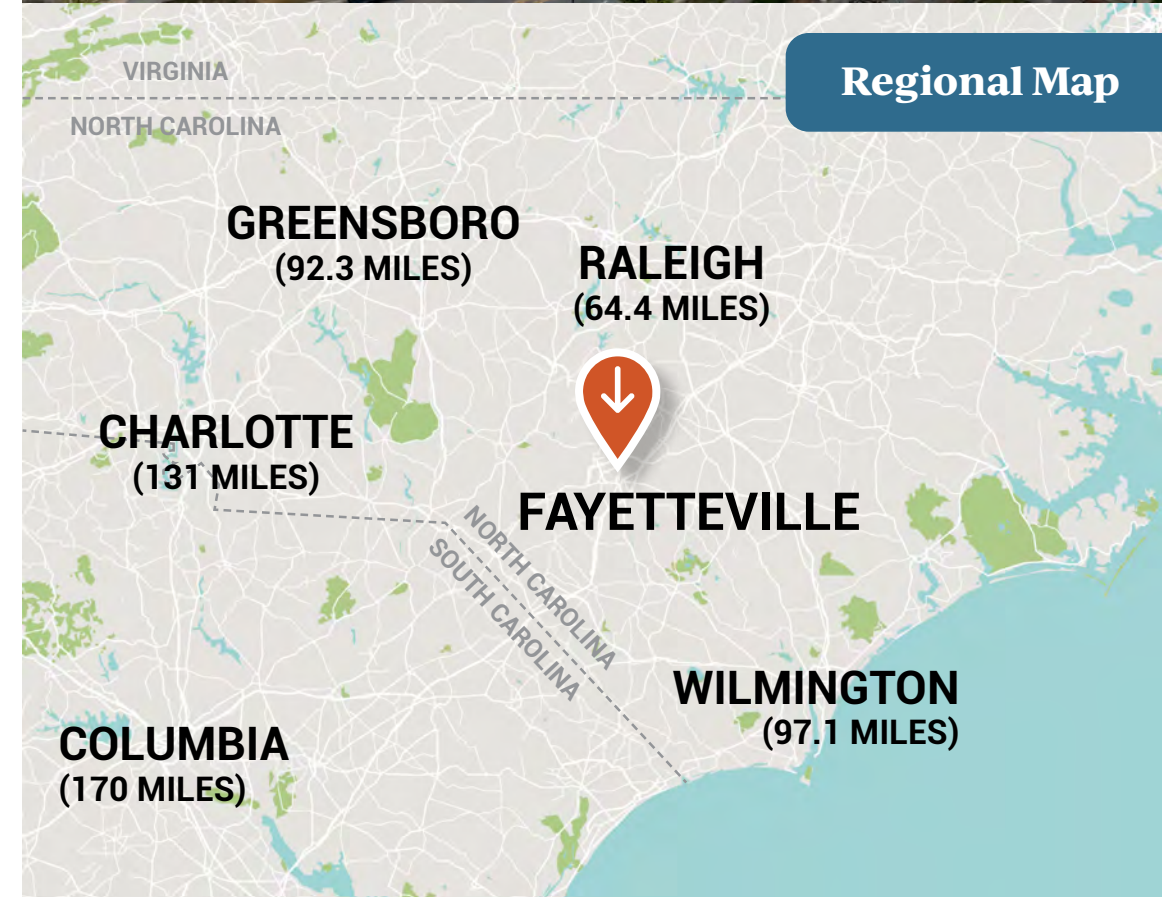 Regional Map
VIRGINIA
NORTH CAROLINA
GREENSBORO
(92.3 MILES)
RALEIGH
(64.4 MILES)
CHARLOTTE
(131 MILES)
FAYETTEVILLE
NORTH CAROLINA
SOUTH CAROLINA
WILMINGTON
(97.1 MILES)
COLUMBIA
(170 MILES)